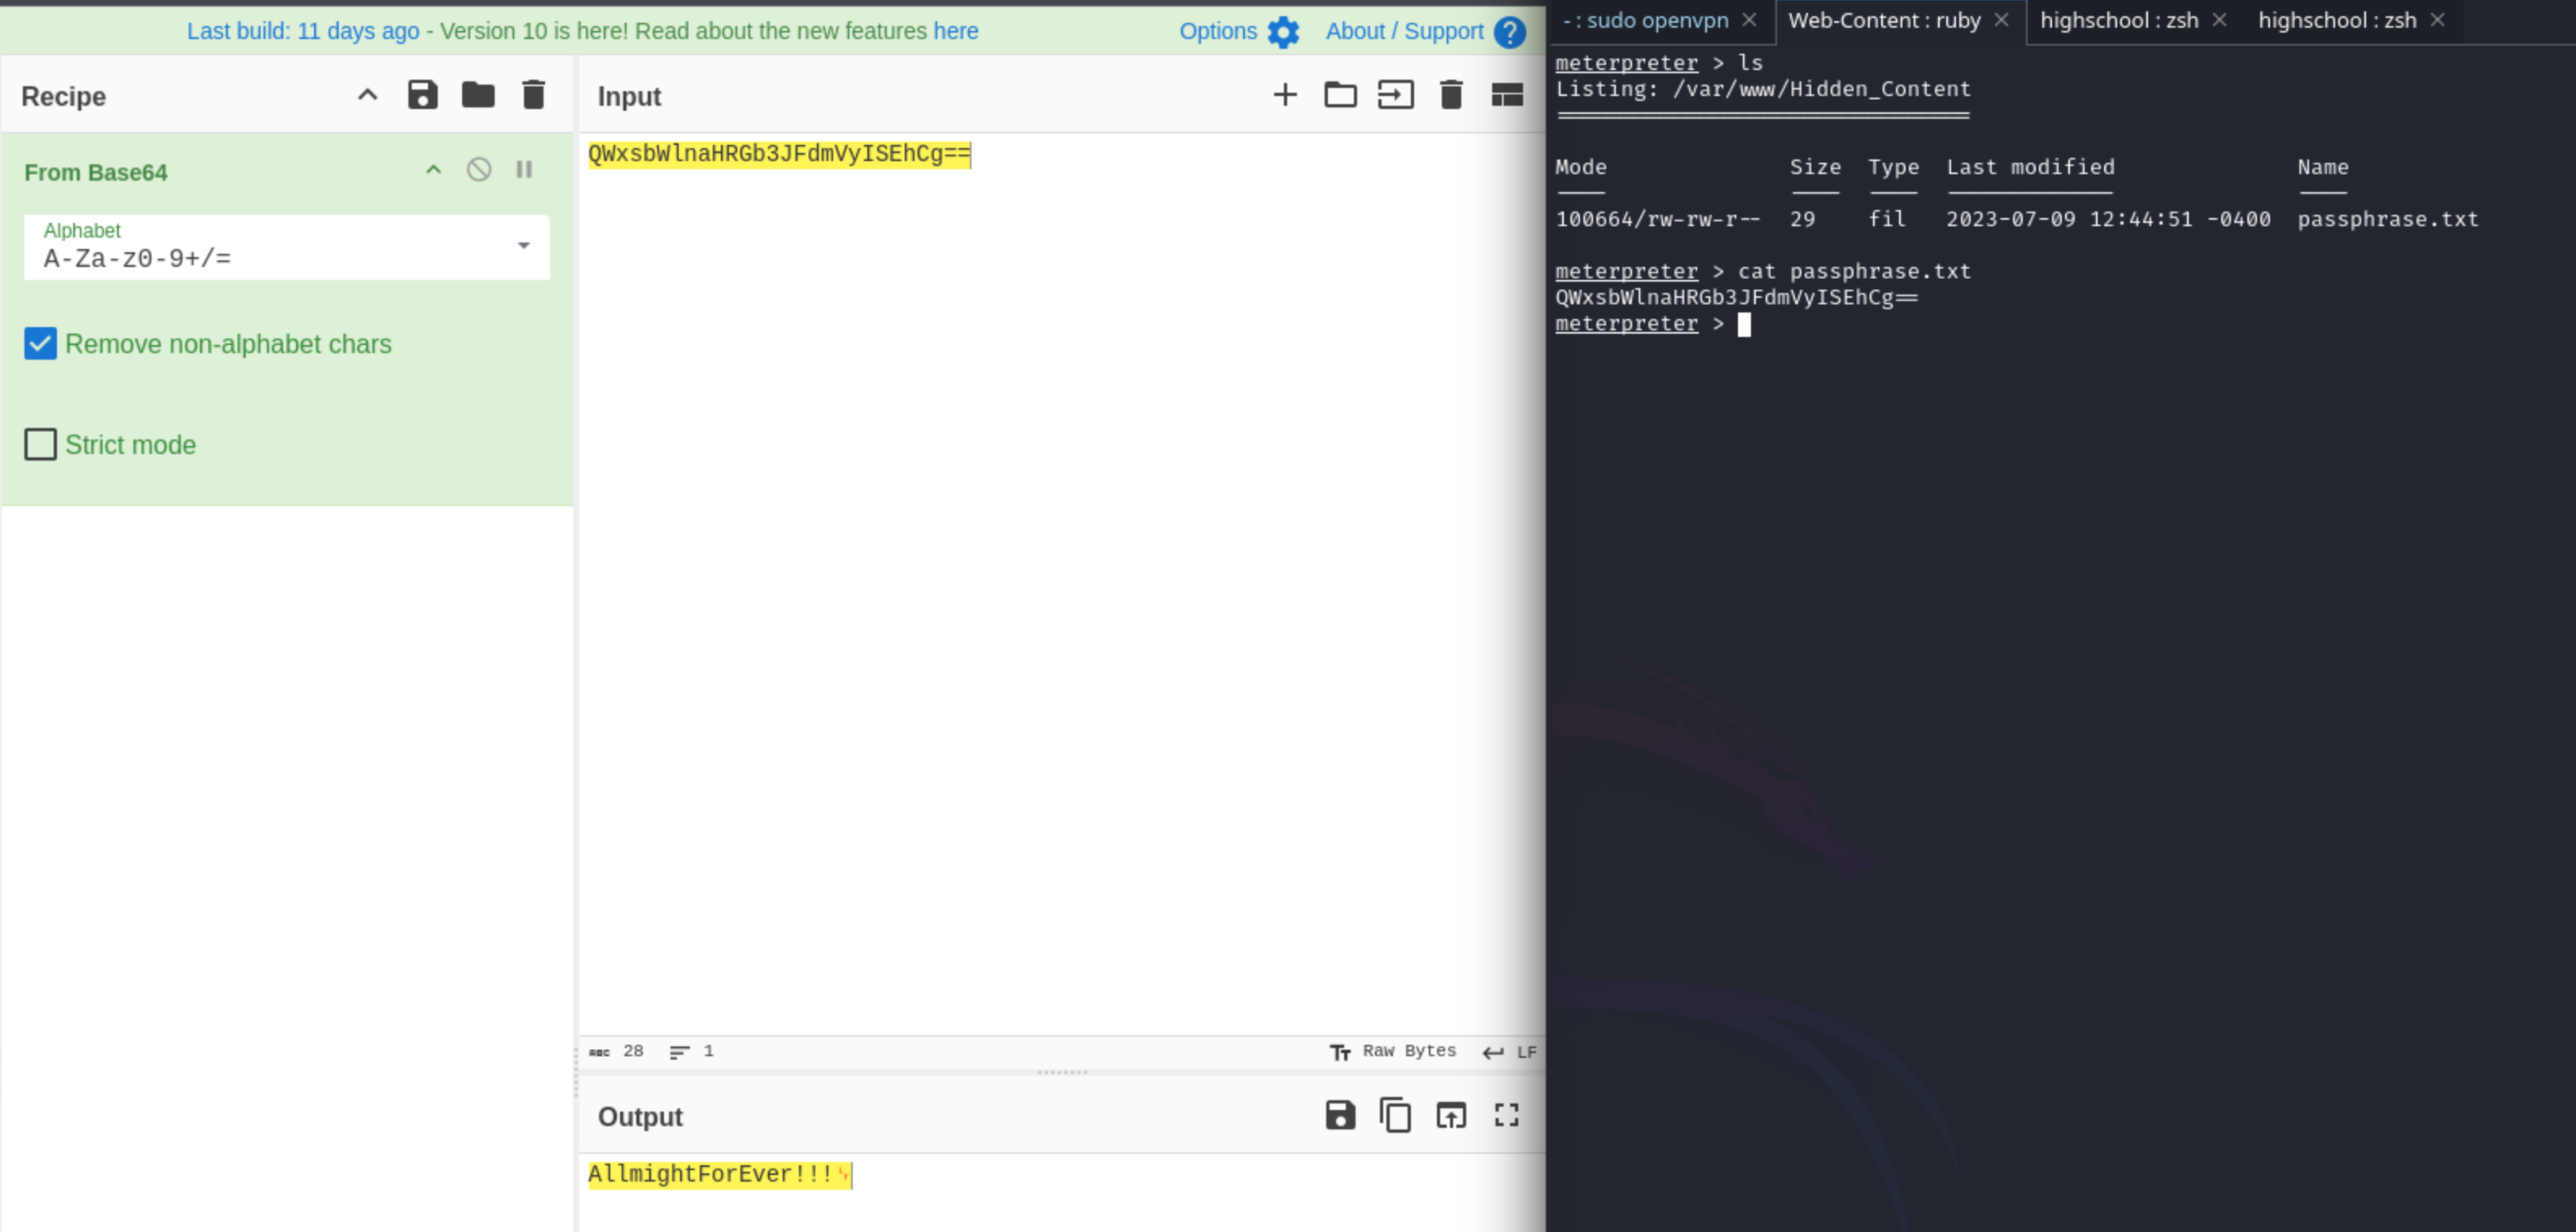 Last build: 11 days ago - Version 10 is here! Read about the new features here
Options
About / Support
Recipe
From Base64
Alphabet
A-Za-z0-9+/=
Remove non-alphabet chars
Strict mode
Input
QWxsbWlnaHRGb3JFdmVyISEhCg==
ABC 28
1
Raw Bytes
LF
Output
AllmightForEver!!!␊
- : sudo openvpn
Web-Content : ruby
highschool : zsh
highschool : zsh
meterpreter > ls
Listing: /var/www/Hidden_Content
Mode Size Type Last modified Name
100664/rw-rw-r-- 29 fil 2023-07-09 12:44:51 -0400 passphrase.txt
meterpreter > cat passphrase.txt
QWxsbWlnaHRGb3JFdmVyISEhCg==
meterpreter >